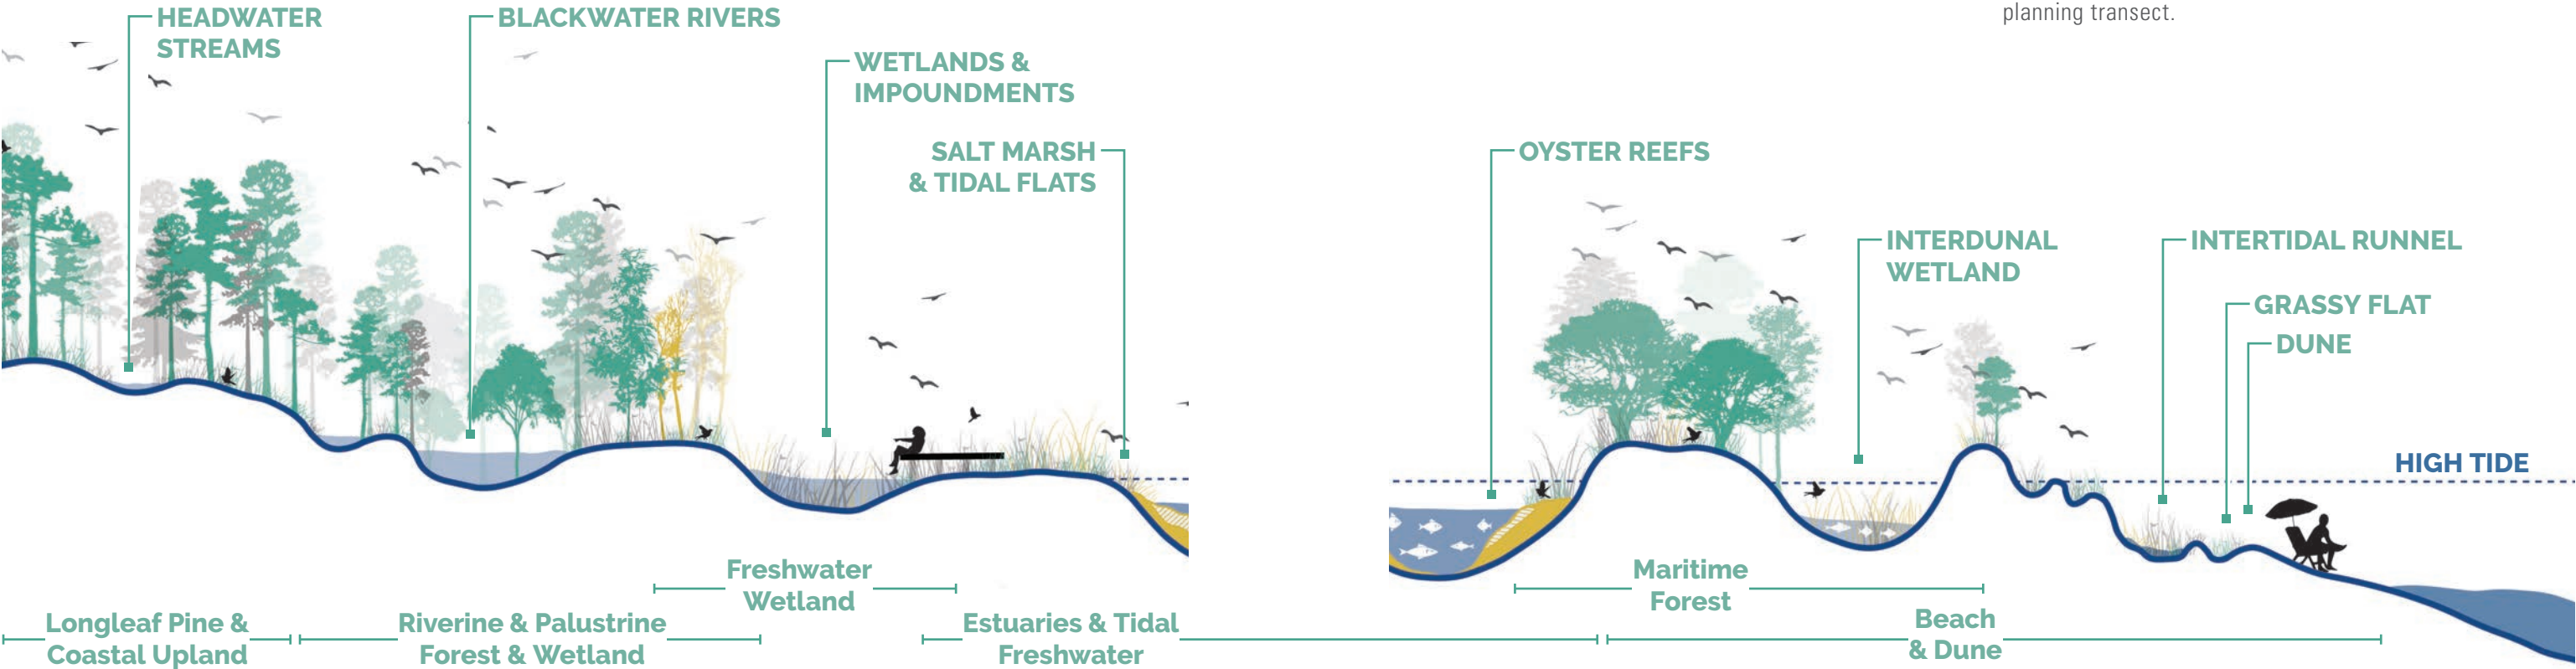 planning transect.
HEADWATER
STREAMS
BLACKWATER RIVERS
WETLANDS &
IMPOUNDMENTS
SALT MARSH
& TIDAL FLATS
OYSTER REEFS
INTERDUNAL
WETLAND
INTERTIDAL RUNNEL
GRASSY FLAT
DUNE
HIGH TIDE
Freshwater
Wetland
Maritime
Forest
Longleaf Pine &
Coastal Upland
Riverine & Palustrine
Forest & Wetland
Estuaries & Tidal
Freshwater
Beach
& Dune